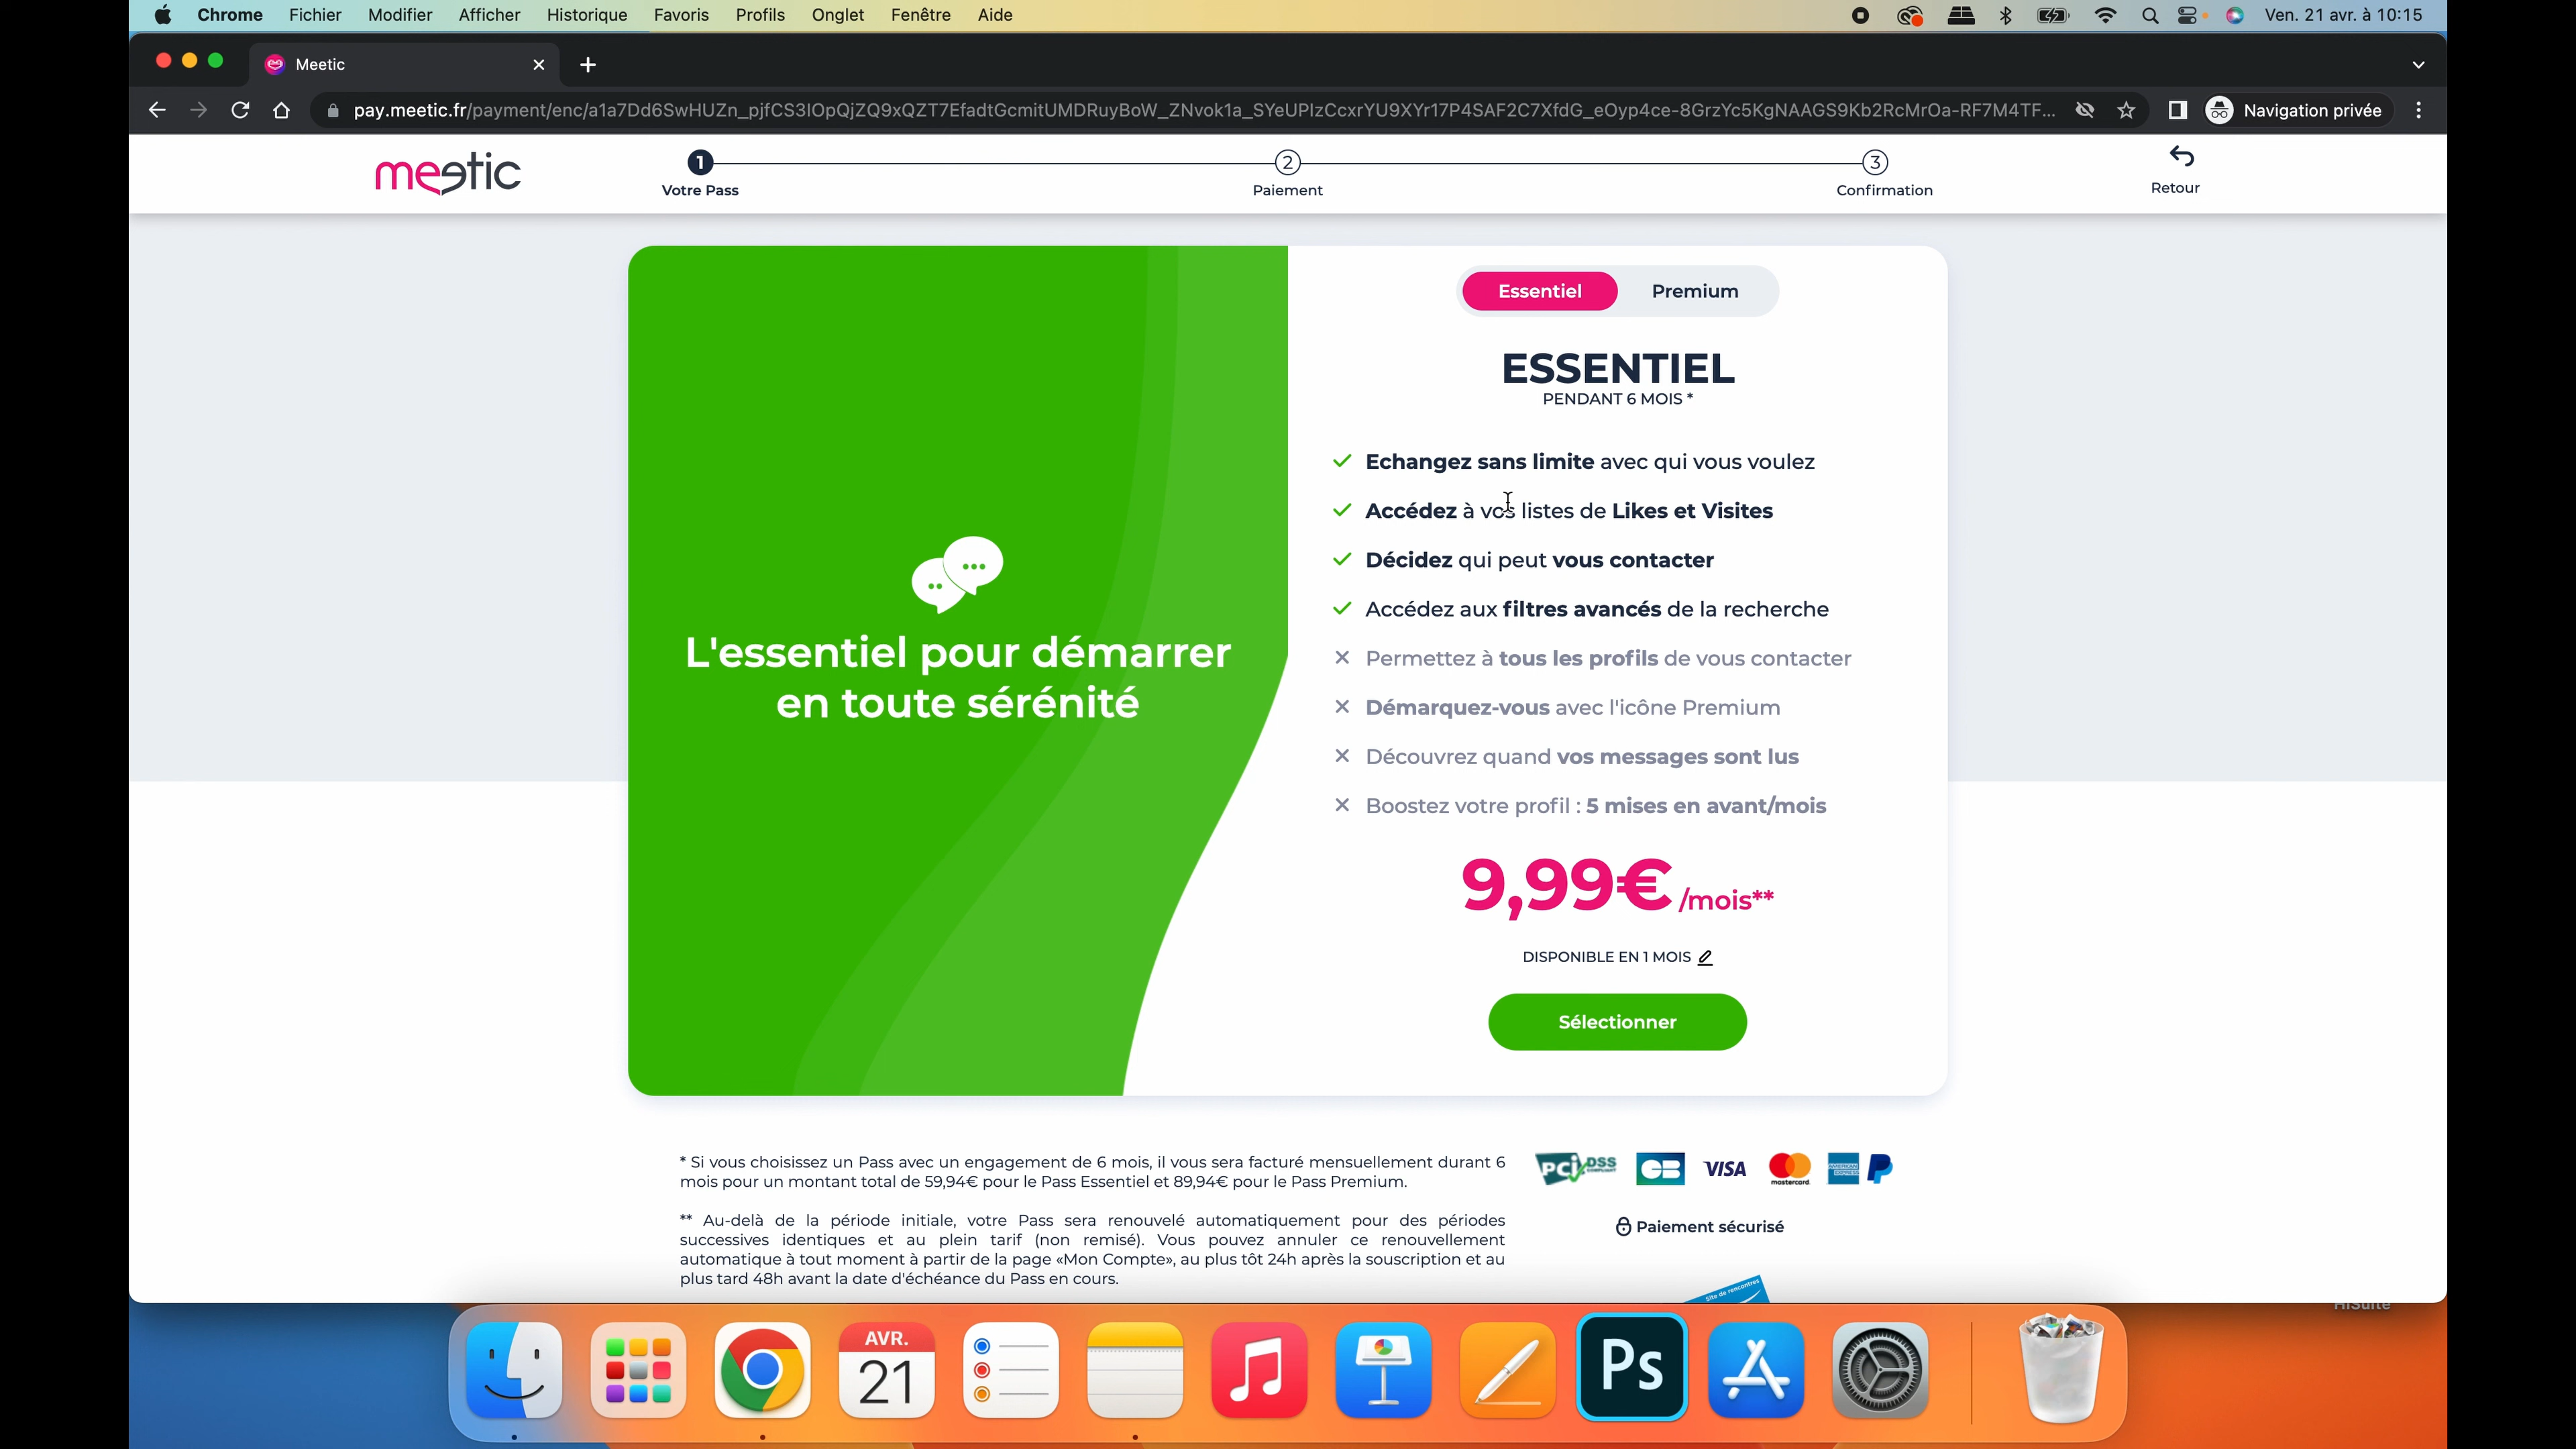 Chrome Fichier Modifier Afficher Historique Favoris Profils Onglet Fenêtre Aide Ven. 21 avr. à 10:15
Meetic
pay.meetic.fr/payment/enc/a1a7Dd6SwHUZn_pjfCS3IOpQjZQ9xQZT7EfadtGcmitUMDRuyBoW_ZNvok1a_SYeUPIzCcxrYU9XYr17P4SAF2C7XfdG_eOyp4ce-8GrzYc5KgNAAGS9Kb2RcMrOa-RF7M4TF... Navigation privée
meetic
1 2 3
Votre Pass Paiement Confirmation Retour
Essentiel Premium
ESSENTIEL
PENDANT 6 MOIS *
Echangez sans limite avec qui vous voulez
Accédez à vos listes de Likes et Visites
Décidez qui peut vous contacter
Accédez aux filtres avancés de la recherche
Permettez à tous les profils de vous contacter
Démarquez-vous avec l'icône Premium
Découvrez quand vos messages sont lus
Boostez votre profil : 5 mises en avant/mois
L'essentiel pour démarrer
en toute sérénité
9,99€/mois**
DISPONIBLE EN 1 MOIS
Sélectionner
* Si vous choisissez un Pass avec un engagement de 6 mois, il vous sera facturé mensuellement durant 6
mois pour un montant total de 59,94€ pour le Pass Essentiel et 89,94€ pour le Pass Premium.
** Au-delà de la période initiale, votre Pass sera renouvelé automatiquement pour des périodes
successives identiques et au plein tarif (non remisé). Vous pouvez annuler ce renouvellement
automatique à tout moment à partir de la page «Mon Compte», au plus tôt 24h après la souscription et au
plus tard 48h avant la date d'échéance du Pass en cours.
PCI DSS COMPLIANT CB VISA mastercard AMERICAN EXPRESS
Paiement sécurisé
Site de rencontres
HiSuite
AVR.
21
Ps